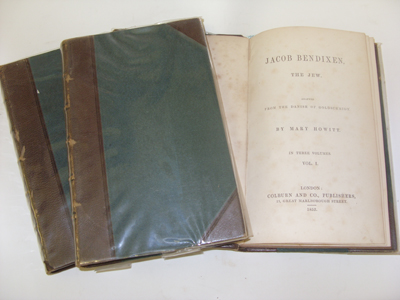 JACOB BENDIXEN,
THE JEW.
FROM THE DANISH OF
BY MARY HOWITT.
IN THREE VOLUMES
VOL. I.
LONDON:
COLBURN AND CO., PUBLISHERS,
13, GREAT MARLBOROUGH STREET.
1852.